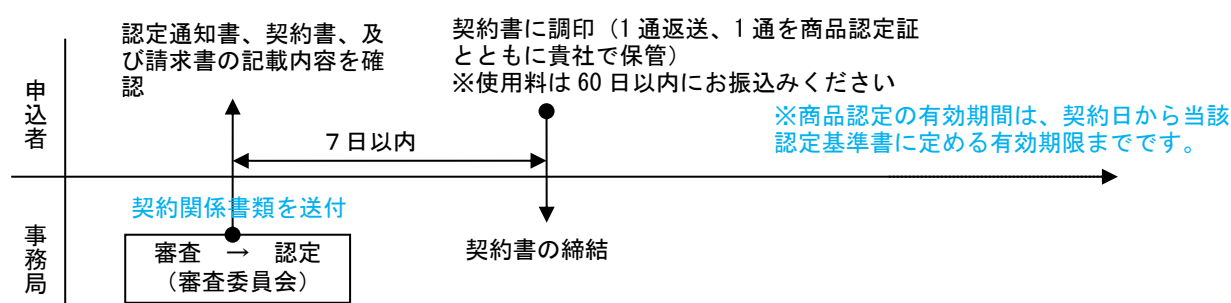 認定通知書、契約書、及
び請求書の記載内容を確
認
契約書に調印（1通返送、1通を商品認定証
とともに貴社で保管）
※使用料は60日以内にお振込みください
申込者
※商品認定の有効期間は、契約日から当該
認定基準書に定める有効期限までです。
7日以内
契約関係書類を送付
事務局
審査　→　認定
（審査委員会）
契約書の締結